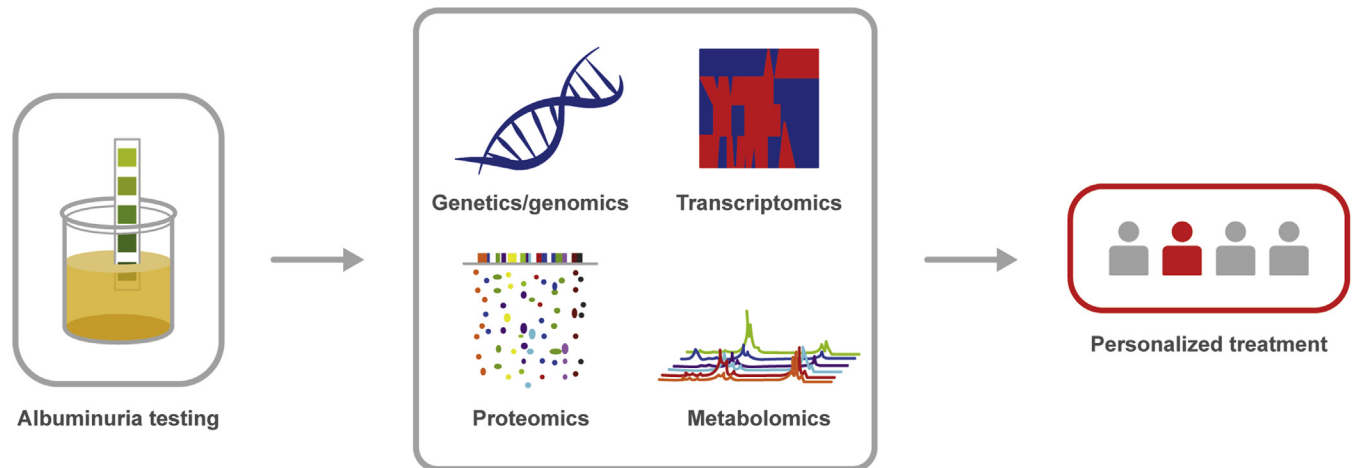 Albuminuria testing
Genetics/genomics
Transcriptomics
Proteomics
Metabolomics
Personalized treatment